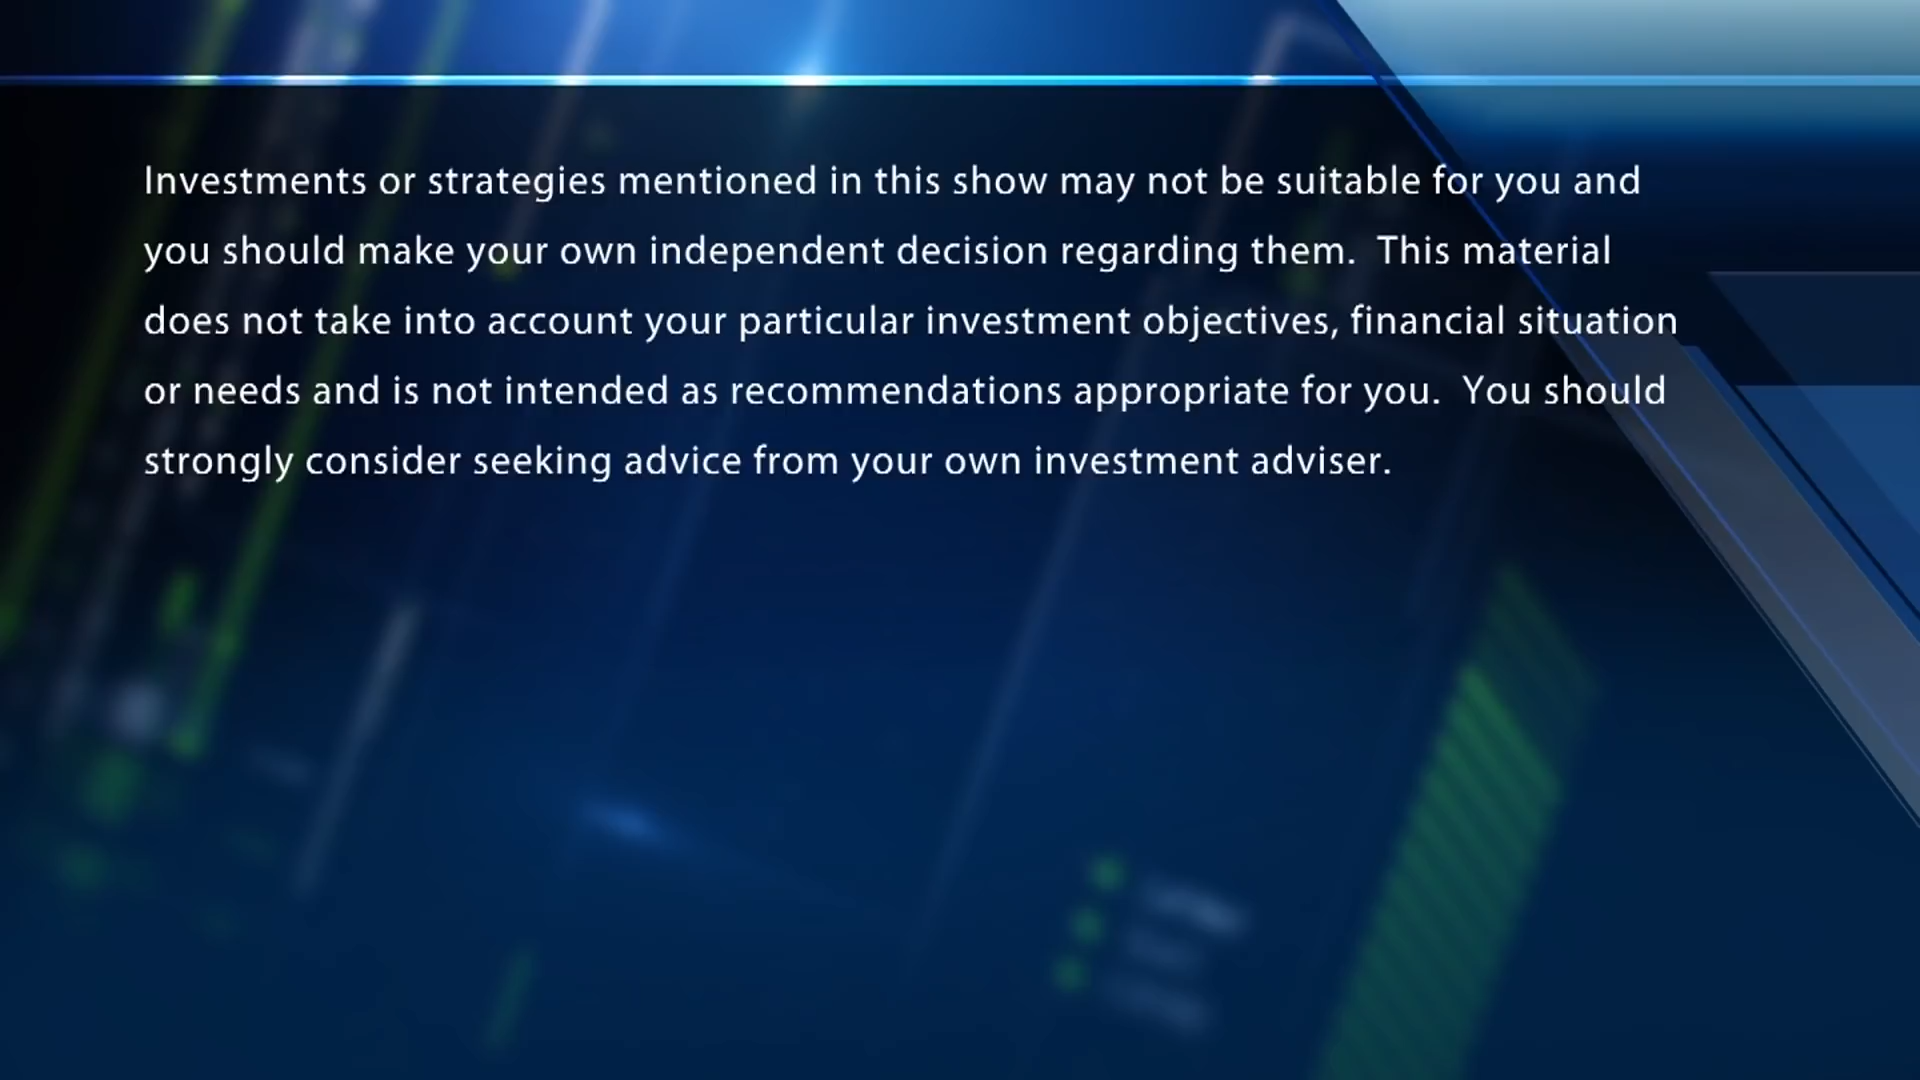 Investments or strategies mentioned in this show may not be suitable for you and
you should make your own independent decision regarding them.  This material
does not take into account your particular investment objectives, financial situation
or needs and is not intended as recommendations appropriate for you.  You should
strongly consider seeking advice from your own investment adviser.